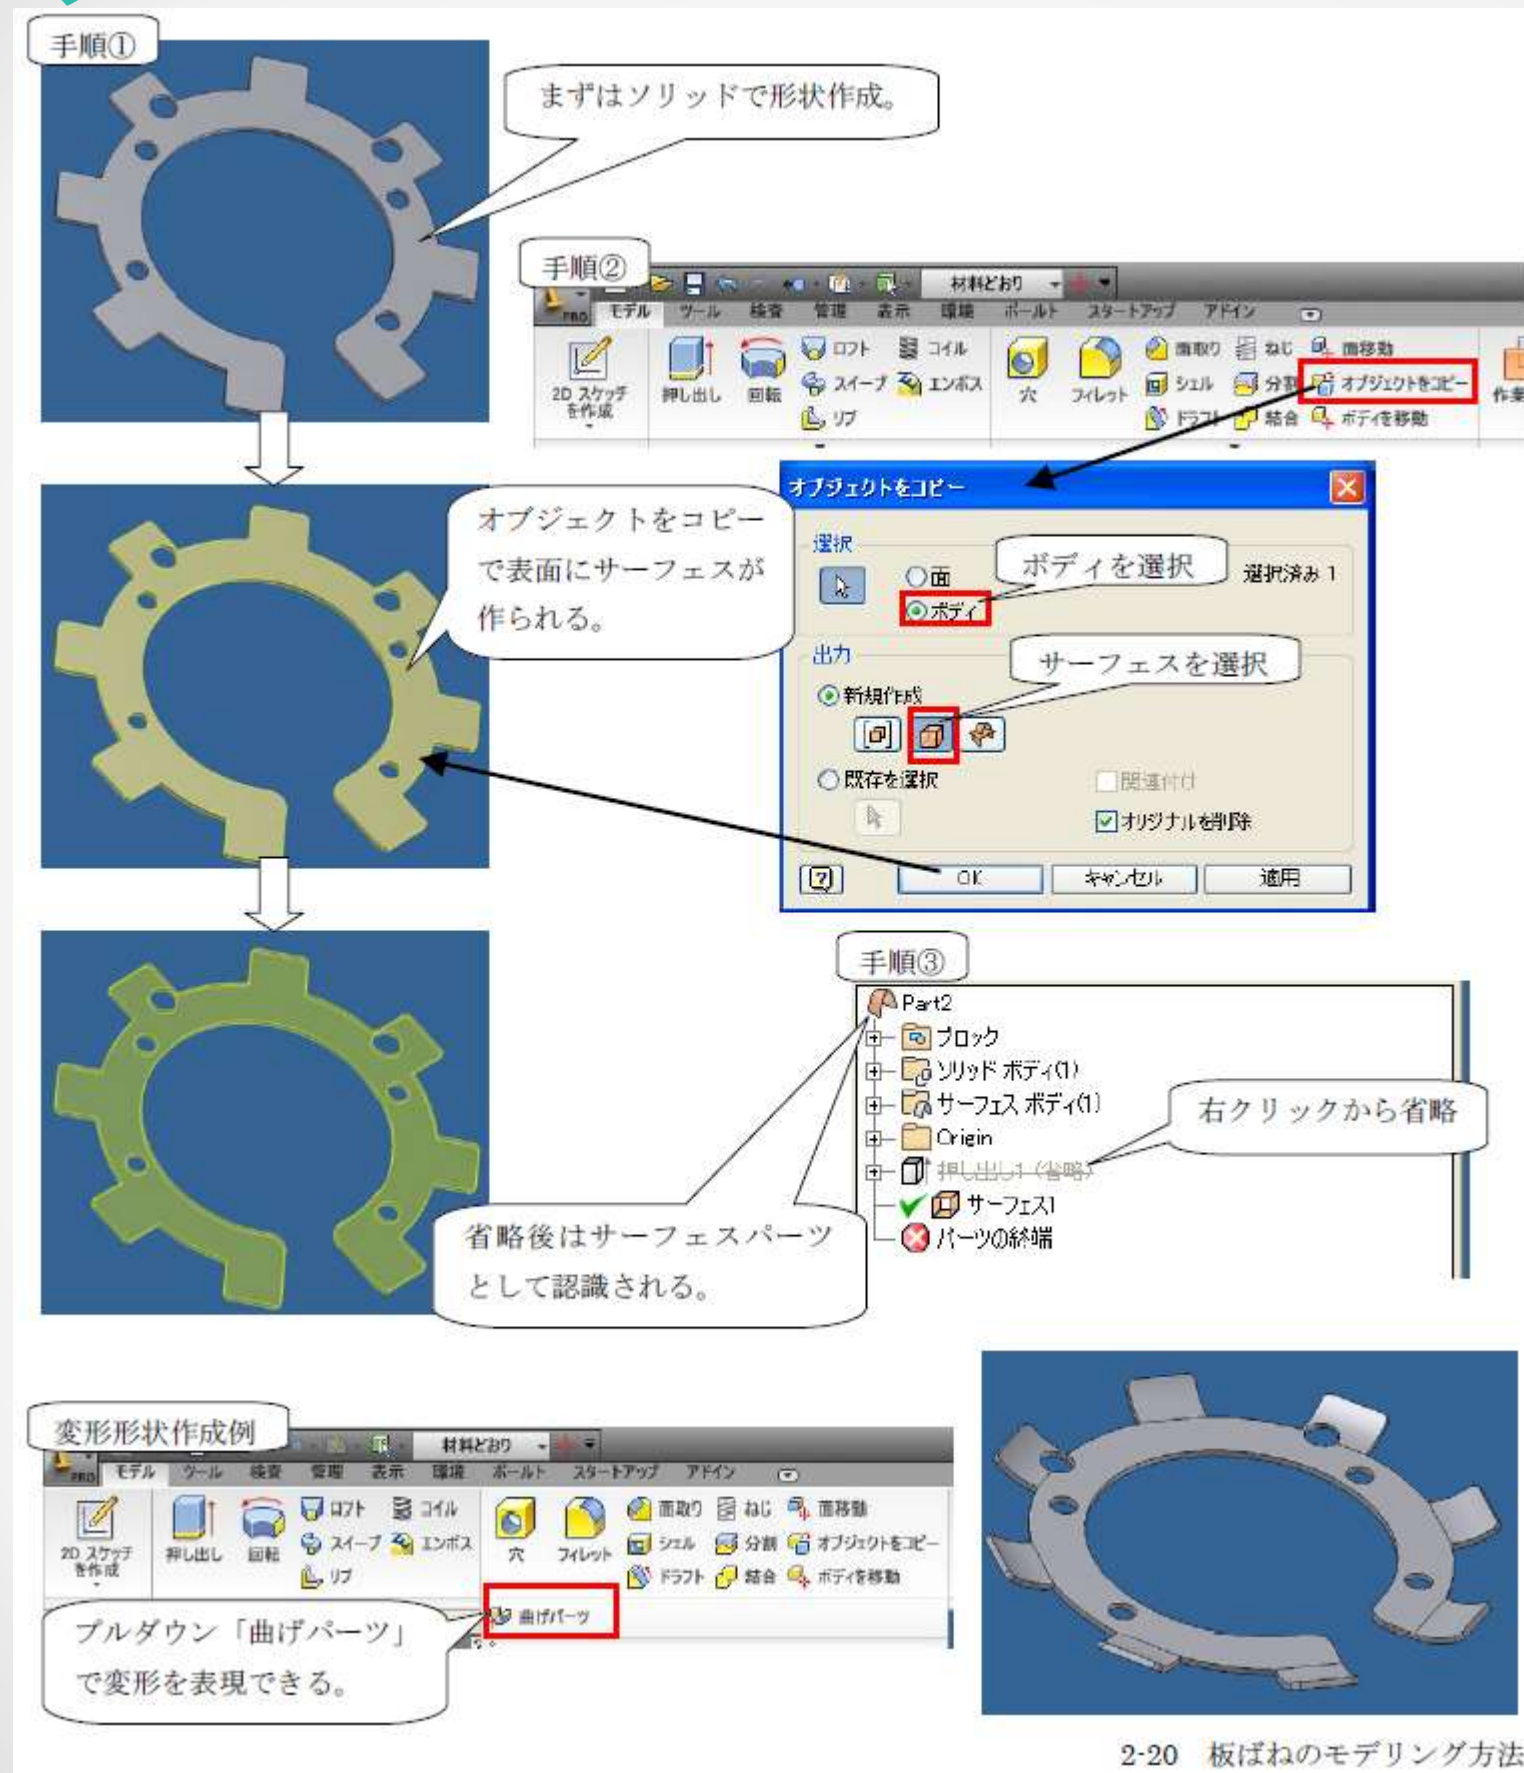 手順①
まずはソリッドで形状作成。
手順②
材料どおり
PRO モデル ツール 検査 管理 表示 環境 ボールト スタートアップ アドイン
2D スケッチ
を作成
押し出し
回転
ロフト
コイル
スイープ
エンボス
リブ
穴
フィレット
面取り
ねじ
面移動
シェル
分割
オブジェクトをコピー
ドラフト
結合
ボディを移動
オブジェクトをコピー
で表面にサーフェスが
作られる。
オブジェクトをコピー
選択
面
ボディを選択
選択済み 1
ボディ
出力
サーフェスを選択
新規作成
既存を選択
関連付け
オリジナルを削除
OK
キャンセル
適用
手順③
Part2
ブロック
ソリッド ボディ(1)
サーフェス ボディ(1)
右クリックから省略
Origin
押し出し1 (省略)
サーフェス1
パーツの終端
省略後はサーフェスパーツ
として認識される。
変形形状作成例
材料どおり
PRO モデル ツール 検査 管理 表示 環境 ボールト スタートアップ アドイン
2D スケッチ
を作成
押し出し
回転
ロフト
コイル
スイープ
エンボス
リブ
穴
フィレット
面取り
ねじ
面移動
シェル
分割
オブジェクトをコピー
ドラフト
結合
ボディを移動
曲げパーツ
プルダウン「曲げパーツ」
で変形を表現できる。
2-20 板ばねのモデリング方法